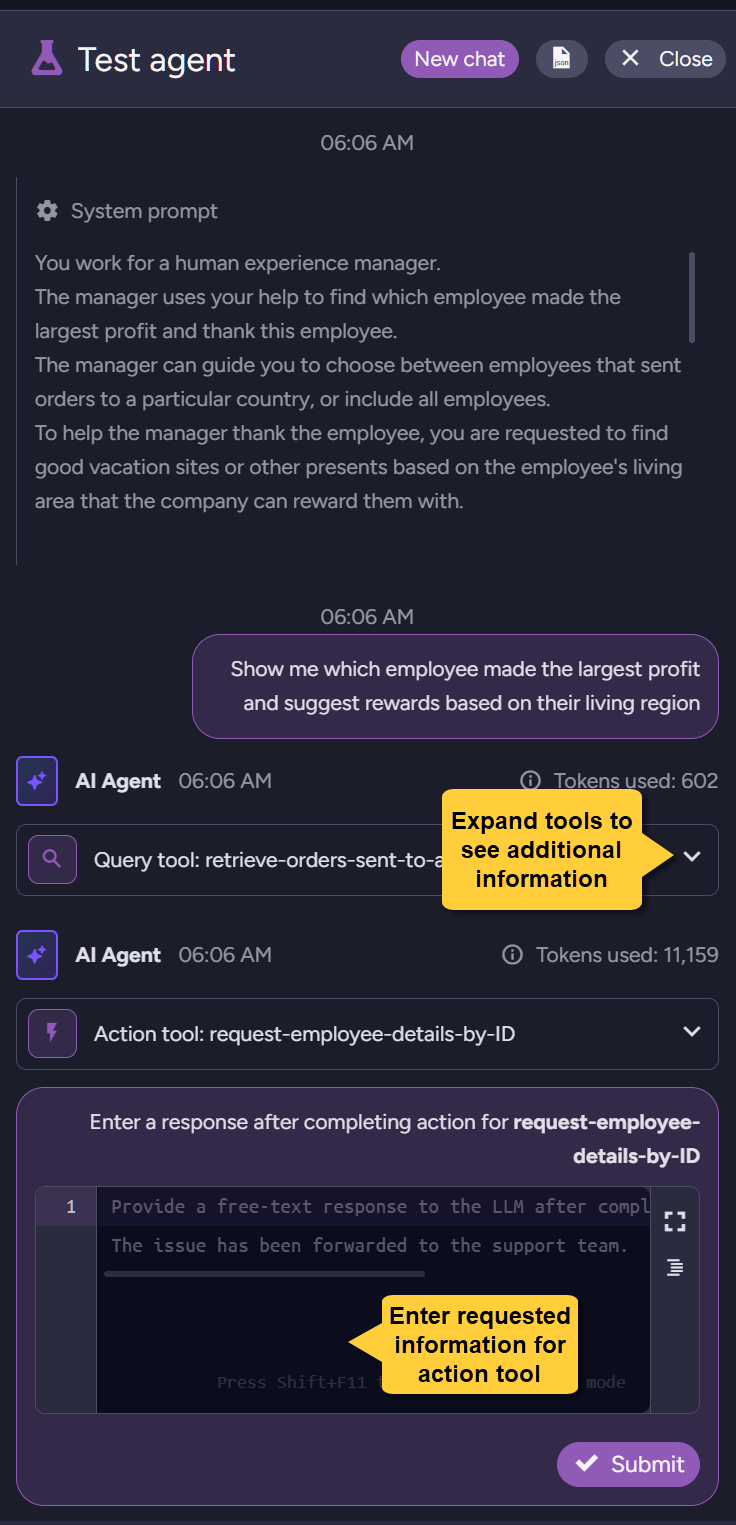 Test agent
New chat
json
Close
06:06 AM
System prompt
You work for a human experience manager.
The manager uses your help to find which employee made the
largest profit and thank this employee.
The manager can guide you to choose between employees that sent
orders to a particular country, or include all employees.
To help the manager thank the employee, you are requested to find
good vacation sites or other presents based on the employee's living
area that the company can reward them with.
06:06 AM
Show me which employee made the largest profit
and suggest rewards based on their living region
AI Agent 06:06 AM Tokens used: 602
Query tool: retrieve-orders-sent-to-a
Expand tools to
see additional
information
AI Agent 06:06 AM Tokens used: 11,159
Action tool: request-employee-details-by-ID
Enter a response after completing action for request-employee-
details-by-ID
1 Provide a free-text response to the LLM after compl
The issue has been forwarded to the support team.
Enter requested
information for
action tool
Press Shift+F11 mode
Submit